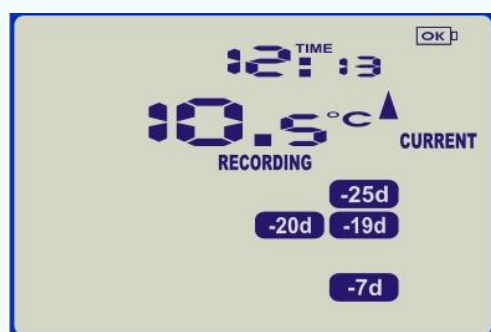 OK
TIME
12:13
10.5°C
CURRENT
RECORDING
-25d
-20d -19d
-7d